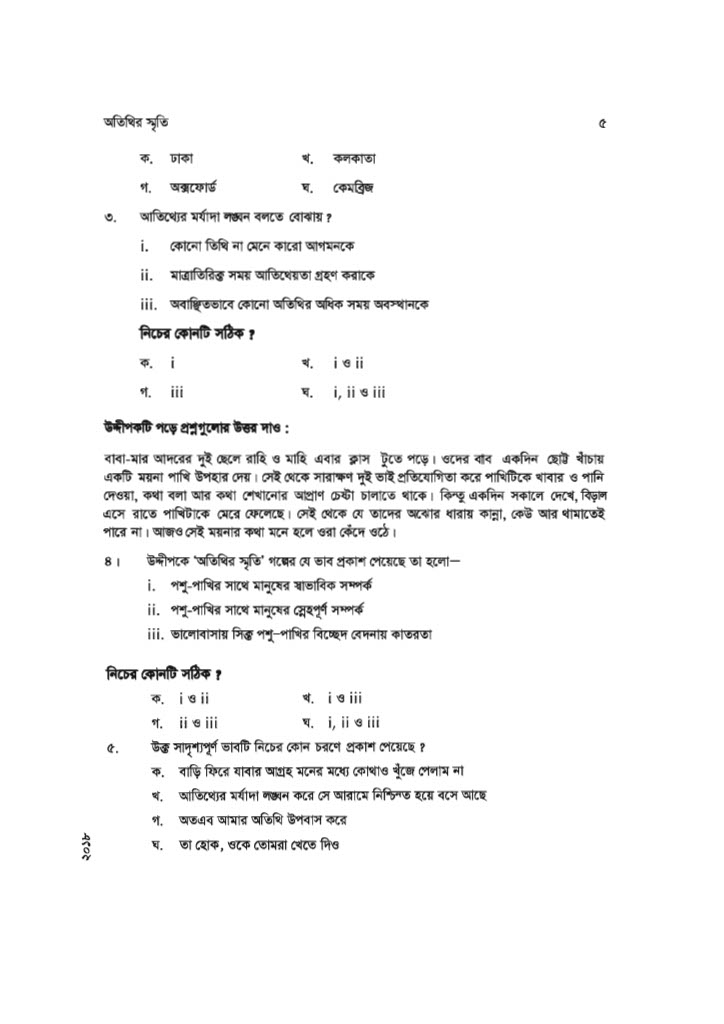 অতিথির স্মৃতি ৫
ক. ঢাকা খ. কলকাতা
গ. অক্সফোর্ড ঘ. কেমব্রিজ
৩. আতিথ্যের মর্যাদা লঙ্ঘন বলতে বোঝায় ?
i. কোনো তিথি না মেনে কারো আগমনকে
ii. মাত্রাতিরিক্ত সময় আতিথেয়তা গ্রহণ করাকে
iii. অবাঞ্ছিতভাবে কোনো অতিথির অধিক সময় অবস্থানকে
নিচের কোনটি সঠিক ?
ক. i খ. i ও ii
গ. iii ঘ. i, ii ও iii
উদ্দীপকটি পড়ে প্রশ্নগুলোর উত্তর দাও :
বাবা-মার আদরের দুই ছেলে রাহি ও মাহি এবার ক্লাস টুতে পড়ে। ওদের বাব একদিন ছোট্ট খাঁচায়
একটি ময়না পাখি উপহার দেয়। সেই থেকে সারাক্ষণ দুই ভাই প্রতিযোগিতা করে পাখিটিকে খাবার ও পানি
দেওয়া, কথা বলা আর কথা শেখানোর আপ্রাণ চেষ্টা চালাতে থাকে। কিন্তু একদিন সকালে দেখে, বিড়াল
এসে রাতে পাখিটাকে মেরে ফেলেছে। সেই থেকে যে তাদের অঝোর ধারায় কান্না, কেউ আর থামাতেই
পারে না। আজও সেই ময়নার কথা মনে হলে ওরা কেঁদে ওঠে।
৪। উদ্দীপকে ‘অতিথির স্মৃতি’ গল্পের যে ভাব প্রকাশ পেয়েছে তা হলো—
i. পশু-পাখির সাথে মানুষের স্বাভাবিক সম্পর্ক
ii. পশু-পাখির সাথে মানুষের স্নেহপূর্ণ সম্পর্ক
iii. ভালোবাসায় সিক্ত পশু-পাখির বিচ্ছেদ বেদনায় কাতরতা
নিচের কোনটি সঠিক ?
ক. i ও ii খ. i ও iii
গ. ii ও iii ঘ. i, ii ও iii
৫. উক্ত সাদৃশ্যপূর্ণ ভাবটি নিচের কোন চরণে প্রকাশ পেয়েছে ?
ক. বাড়ি ফিরে যাবার আগ্রহ মনের মধ্যে কোথাও খুঁজে পেলাম না
খ. আতিথ্যের মর্যাদা লঙ্ঘন করে সে আরামে নিশ্চিন্ত হয়ে বসে আছে
গ. অতএব আমার অতিথি উপবাস করে
ঘ. তা হোক, ওকে তোমরা খেতে দিও
২০১৮